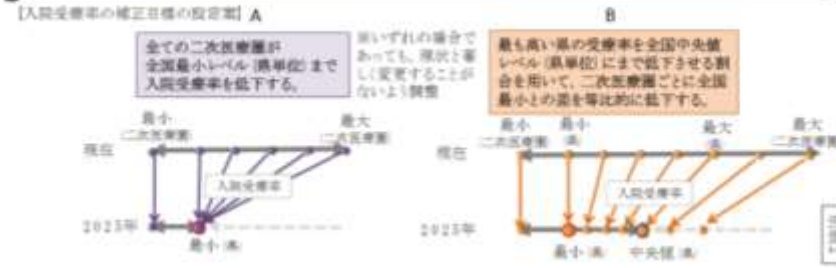 【入院受療率の補正目標の設定案】 A
B
全ての二次医療圏が
全国最小レベル (県単位) まで
入院受療率を低下する。
※いずれの場合で
あっても、現状と著
しく変更することが
ないよう調整
最も高い県の受療率を全国中央値
レベル (県単位) にまで低下させる割
合を用いて、二次医療圏ごとに全国
最小との差を等比的に低下する。
最小
(二次医療圏)
最大
(二次医療圏)
現在
入院受療率
2025年
最小 (県)
最小
(二次医療圏)
最小
(県)
最大
(県)
最大
(二次医療圏)
現在
入院受療率
2025年
最小 (県)
中央値 (県)